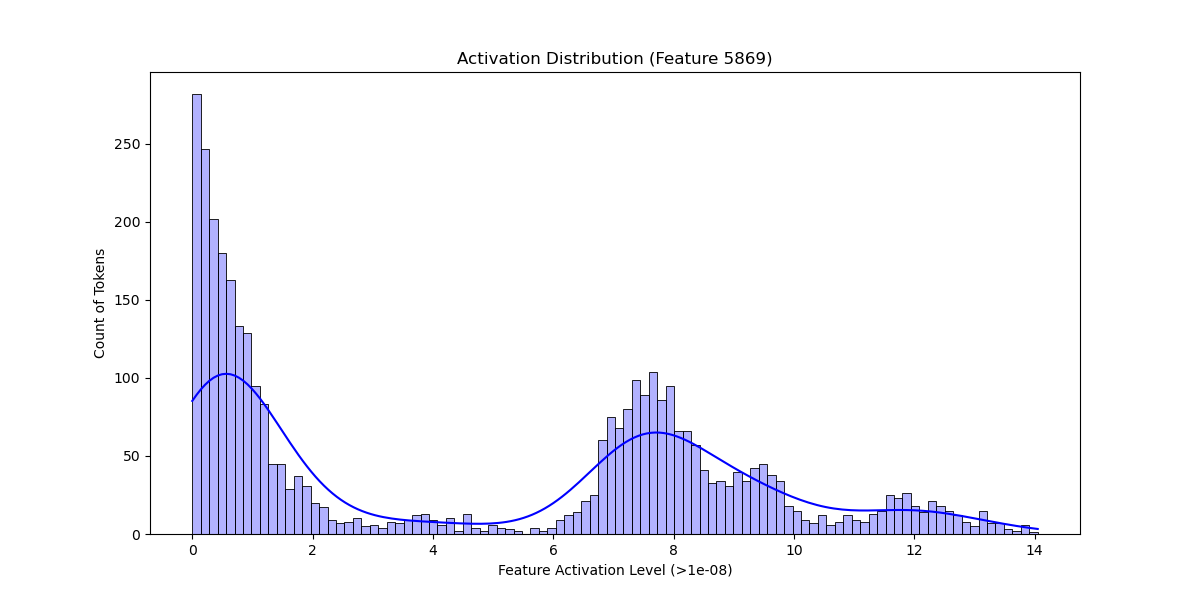 Activation Distribution (Feature 5869)
250
200
150
100
50
0
Count of Tokens
0 2 4 6 8 10 12 14
Feature Activation Level (>1e-08)